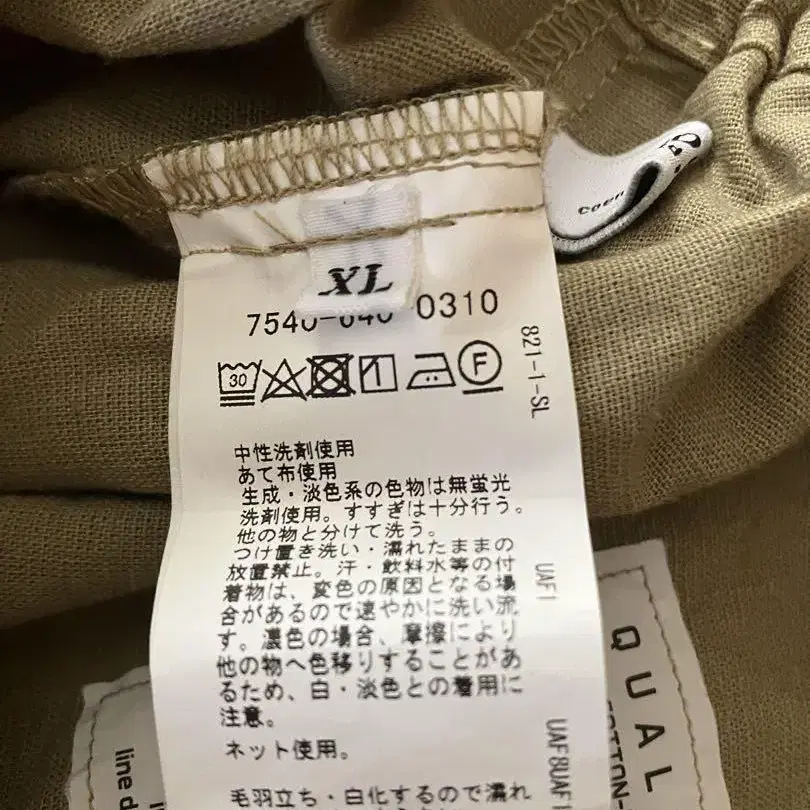 coen
XL
0310
30
F
821-1-SL
中性洗剤使用
あて布使用
生成・淡色系の色物は無蛍光
洗剤使用。すすぎは十分行う。
他の物と分けて洗う。
つけ置き洗い・濡れたままの
放置禁止。汗・飲料水等の付
着物は、変色の原因となる場
合があるので速やかに洗い流
す。濃色の場合、摩擦により
他の物へ色移りすることがあ
るため、白・淡色との着用に
注意。
ネット使用。
毛羽立ち・白化するので濡れ
UAF1
UAF8UAF1
QUAL
line d